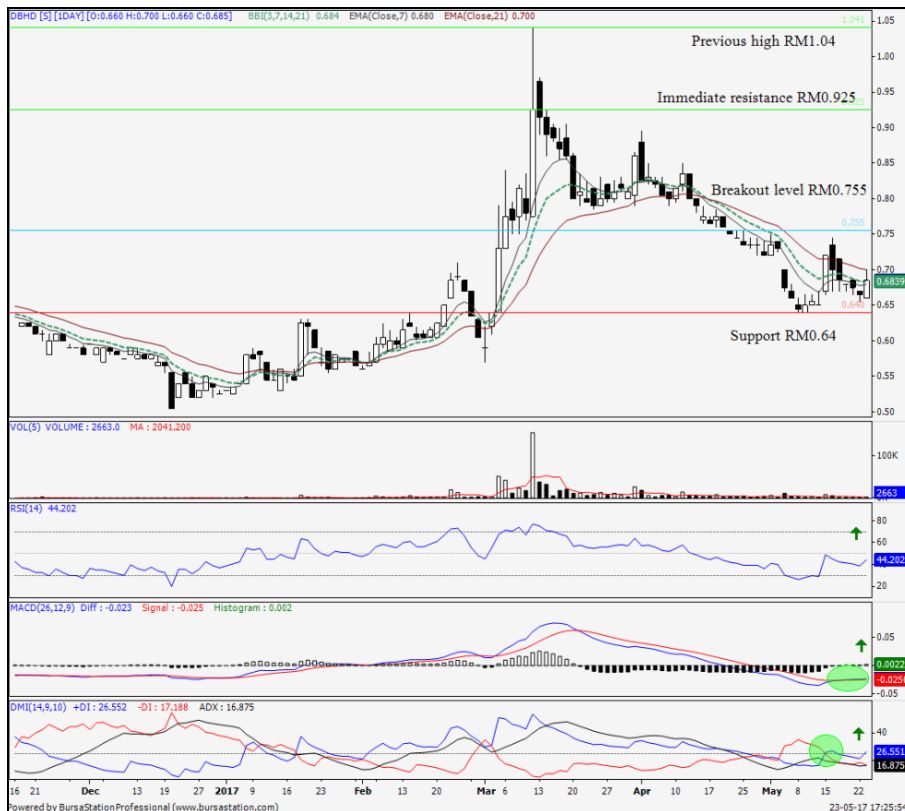 DBHD [S] [1DAY] [O:0.660 H:0.700 L:0.660 C:0.685] BBI(3,7,14,21) 0.684 EMA(Close,7) 0.680 EMA(Close,21) 0.700
1.041
1.05
Previous high RM1.04
1.00
0.95
Immediate resistance RM0.925
0.90
0.85
Breakout level RM0.755
0.80
0.755
0.75
0.70
0.6839
0.65
0.640
Support RM0.64
0.60
0.55
0.50
VOL(5) VOLUME : 2663.0 MA : 2041.200
100K
2663
RSI(14) 44.202
80
60
44.202
20
MACD(26,12,9) Diff : -0.023 Signal : -0.025 Histogram : 0.002
0.05
0.0022
-0.0250
-0.05
DMI(14,9,10) +DI : 26.552 -DI : 17.188 ADX : 16.875
40
26.551
16.875
16 21 Dec 13 19 27 2017 9 16 24 Feb 13 20 Mar 13 20 Apr 10 17 25 May 8 15 22
Powered by BursaStationProfessional (www.bursastation.com) 23-05-17 17:25:54